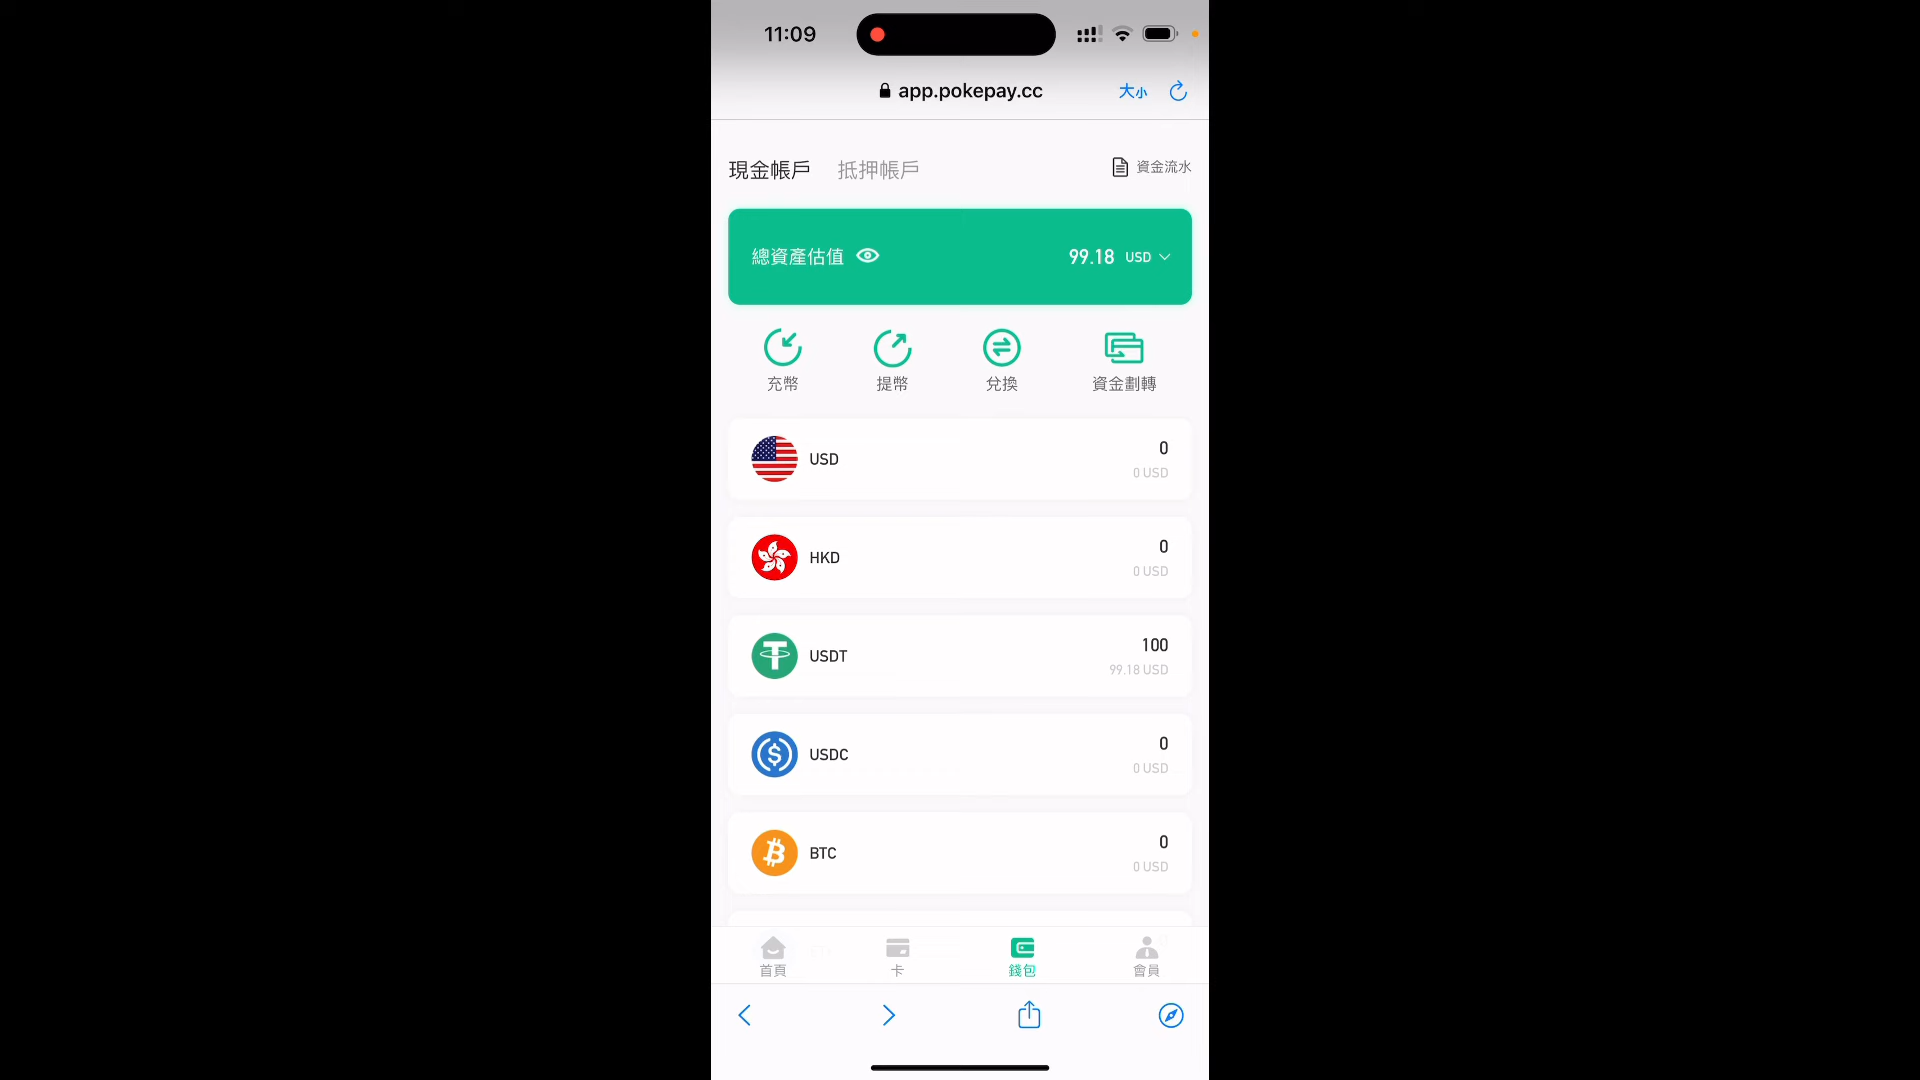 11:09
app.pokepay.cc 大小
現金帳戶 抵押帳戶 資金流水
總資產估值 99.18 USD
充幣 提幣 兌換 資金劃轉
USD 0
0 USD
HKD 0
0 USD
USDT 100
99.18 USD
USDC 0
0 USD
BTC 0
0 USD
首頁 卡 錢包 會員